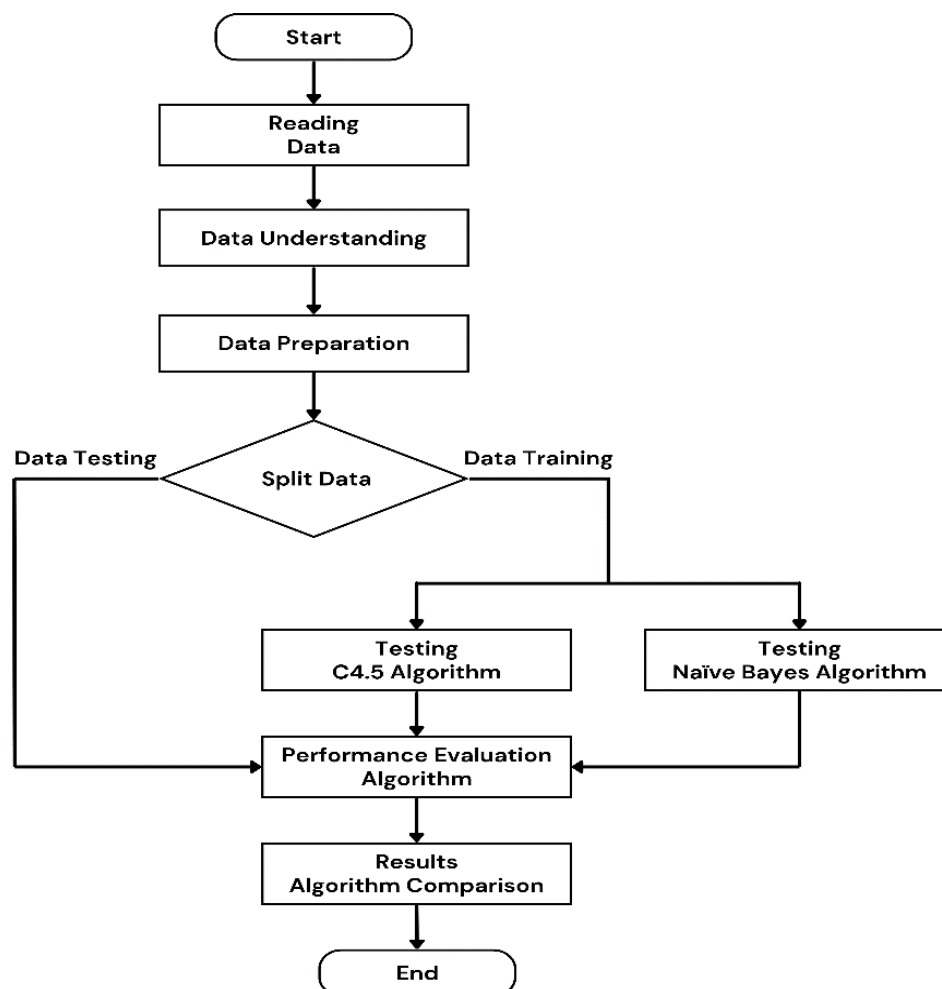 Start
Reading
Data
Data Understanding
Data Preparation
Data Testing
Split Data
Data Training
Testing
C4.5 Algorithm
Testing
Naïve Bayes Algorithm
Performance Evaluation
Algorithm
Results
Algorithm Comparison
End